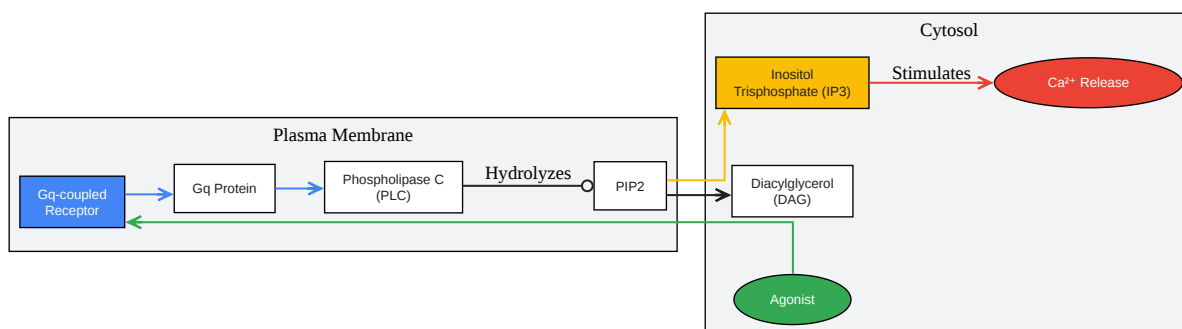 Cytosol
Inositol
Trisphosphate (IP3)
Stimulates
Ca²⁺ Release
Plasma Membrane
Gq-coupled
Receptor
Gq Protein
Phospholipase C
(PLC)
Hydrolyzes
PIP2
Diacylglycerol
(DAG)
Agonist